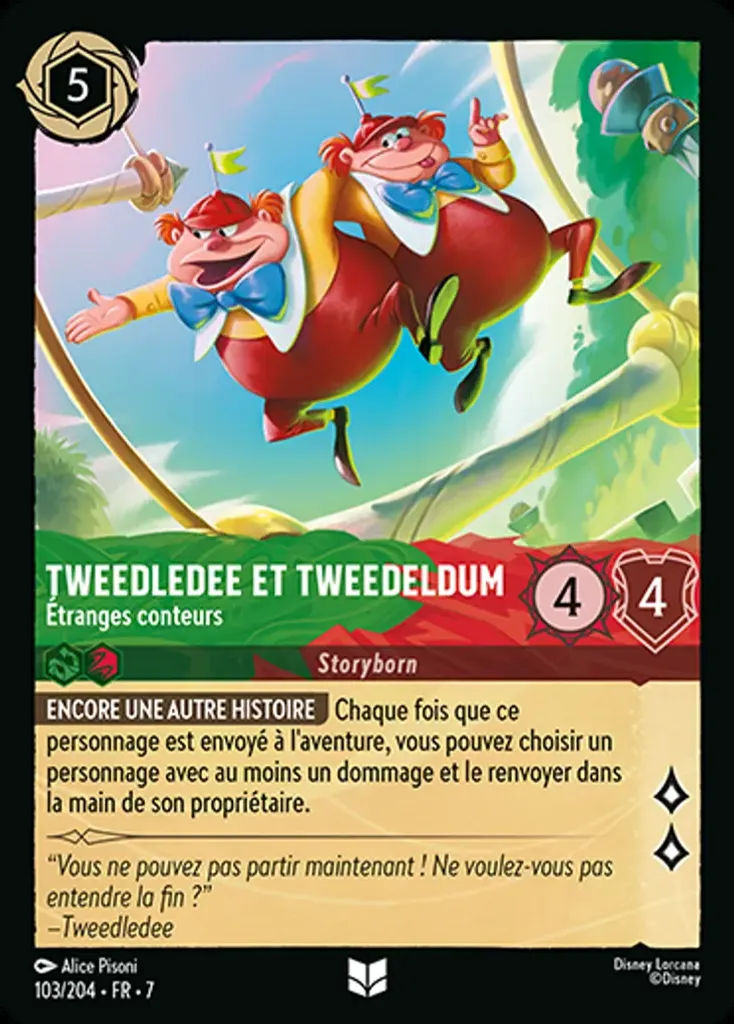 5
TWEEDLEDEE ET TWEEDELDUM
Étranges conteurs
4
4
Storyborn
ENCORE UNE AUTRE HISTOIRE Chaque fois que ce
personnage est envoyé à l'aventure, vous pouvez choisir un
personnage avec au moins un dommage et le renvoyer dans
la main de son propriétaire.
“Vous ne pouvez pas partir maintenant ! Ne voulez-vous pas
entendre la fin ?”
–Tweedledee
Alice Pisoni
103/204 • FR • 7
Disney Lorcana
©Disney